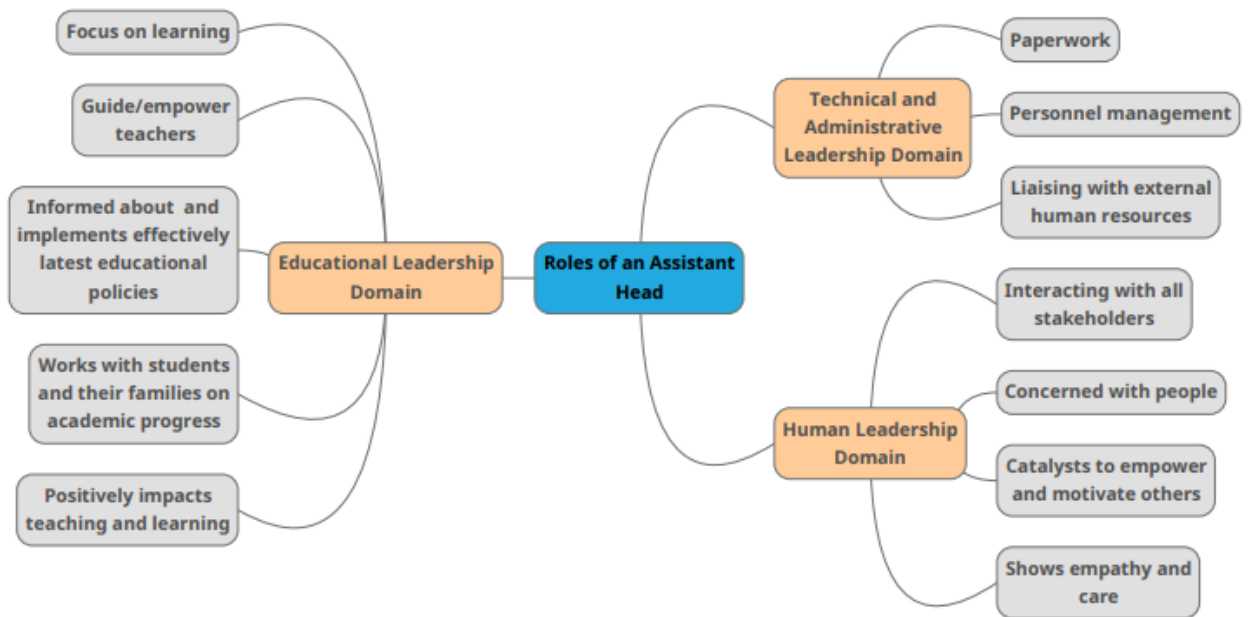 Focus on learning
Guide/empower
teachers
Informed about and
implements effectively
latest educational
policies
Works with students
and their families on
academic progress
Positively impacts
teaching and learning
Educational Leadership
Domain
Roles of an Assistant
Head
Technical and
Administrative
Leadership Domain
Paperwork
Personnel management
Liaising with external
human resources
Human Leadership
Domain
Interacting with all
stakeholders
Concerned with people
Catalysts to empower
and motivate others
Shows empathy and
care